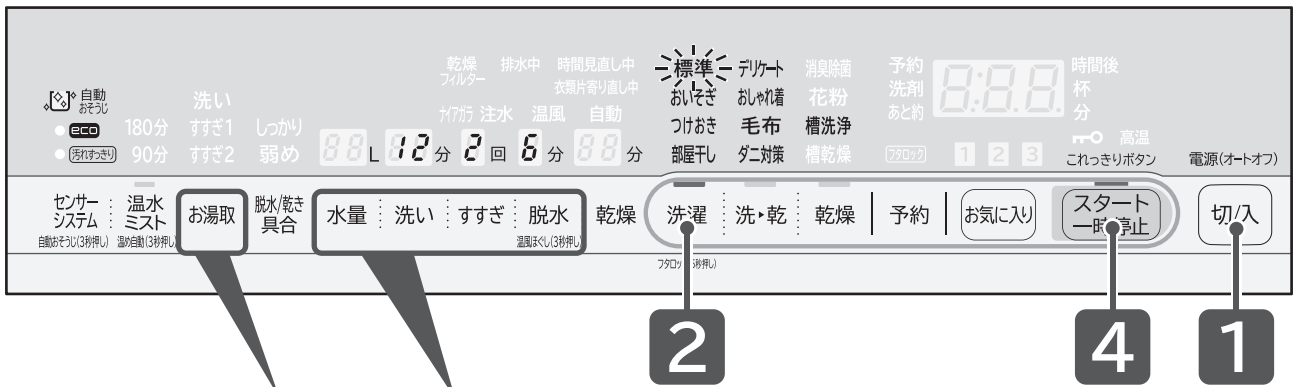 乾燥フィルター 排水中 時間見直し中
衣類片寄り直し中
自動おそうじ
eco
汚れすっきり
180分
90分
洗い
すすぎ1
すすぎ2
しっかり
弱め
ナイアガラ 注水 温風 自動
88 L 12 分 2 回 6 分 88 分
標準 デリケート 消臭除菌
おいそぎ おしゃれ着 花粉
つけおき 毛布 槽洗浄
部屋干し ダニ対策 槽乾燥
予約 8:88 時間後
洗剤 杯
あと約 分
高温
フタロック 1 2 3 これっきりボタン
電源(オートオフ)
センサーシステム 温水ミスト お湯取 脱水/乾き具合 水量 洗い すすぎ 脱水 乾燥 洗濯 洗▸乾 乾燥 予約 お気に入り スタート一時停止 切/入
自動おそうじ(3秒押し) 温め自動(3秒押し) 温風ほぐし(3秒押し)
2 4 1